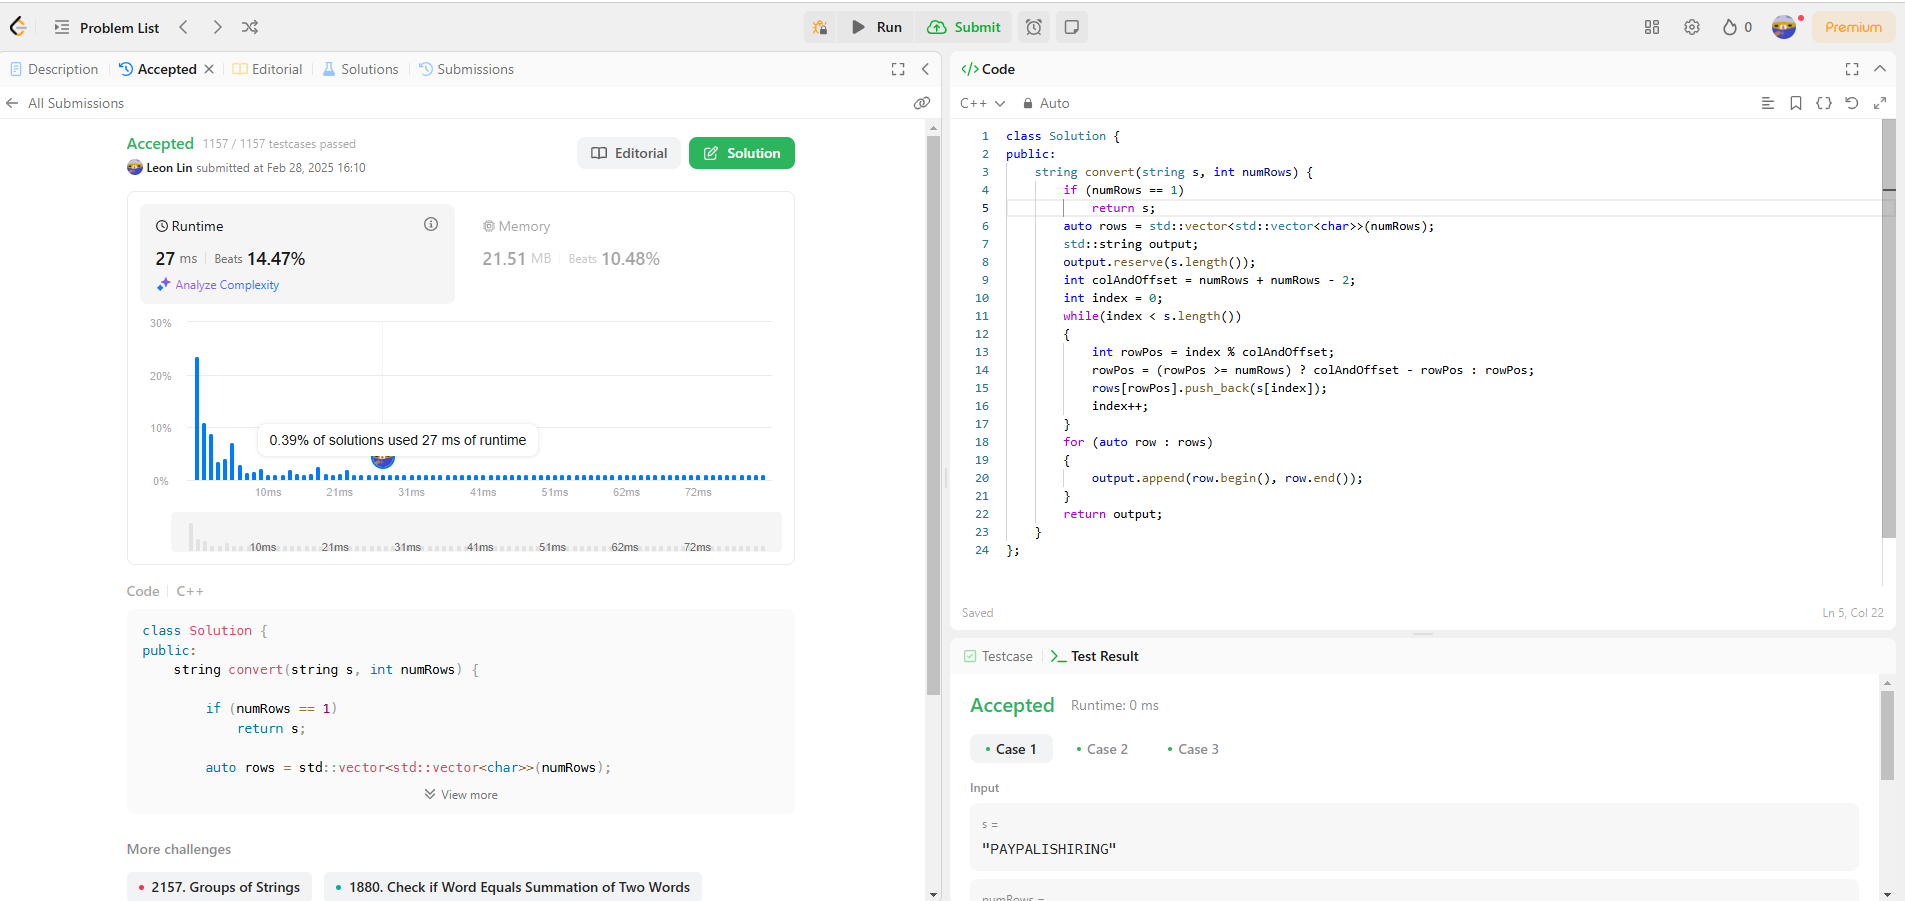 Problem List
Run
Submit
0
Premium
Description
Accepted
Editorial
Solutions
Submissions
All Submissions
Accepted 1157 / 1157 testcases passed
Leon Lin submitted at Feb 28, 2025 16:10
Editorial
Solution
Runtime
27 ms Beats 14.47%
Analyze Complexity
Memory
21.51 MB Beats 10.48%
30%
20%
10%
0%
0.39% of solutions used 27 ms of runtime
10ms 21ms 31ms 41ms 51ms 62ms 72ms
10ms 21ms 31ms 41ms 51ms 62ms 72ms
Code C++
class Solution {
public:
    string convert(string s, int numRows) {
        if (numRows == 1)
            return s;
        auto rows = std::vector<std::vector<char>>(numRows);
View more
More challenges
2157. Groups of Strings
1880. Check if Word Equals Summation of Two Words
</> Code
C++ Auto
1 class Solution {
2 public:
3     string convert(string s, int numRows) {
4         if (numRows == 1)
5             return s;
6         auto rows = std::vector<std::vector<char>>(numRows);
7         std::string output;
8         output.reserve(s.length());
9         int colAndOffset = numRows + numRows - 2;
10         int index = 0;
11         while(index < s.length())
12         {
13             int rowPos = index % colAndOffset;
14             rowPos = (rowPos >= numRows) ? colAndOffset - rowPos : rowPos;
15             rows[rowPos].push_back(s[index]);
16             index++;
17         }
18         for (auto row : rows)
19         {
20             output.append(row.begin(), row.end());
21         }
22         return output;
23     }
24 };
Saved
Ln 5, Col 22
Testcase
Test Result
Accepted Runtime: 0 ms
Case 1
Case 2
Case 3
Input
s =
"PAYPALISHIRING"
numRows =